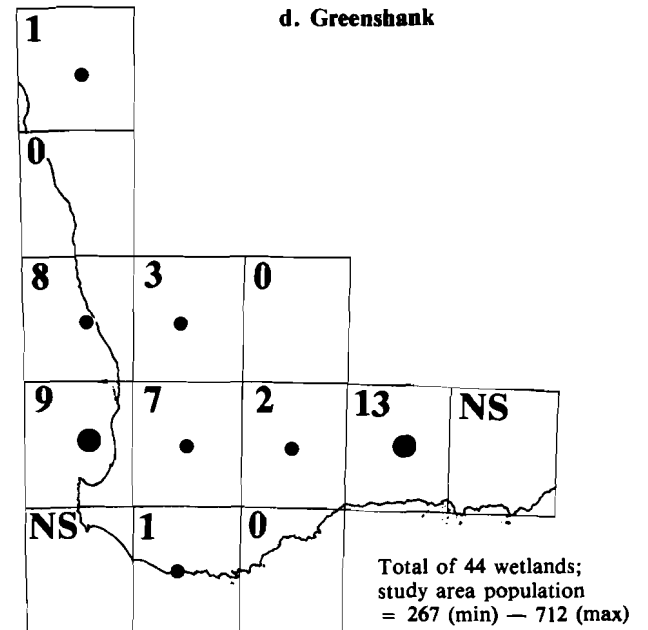 d. Greenshank
1
0
8 3 0
9 7 2 13 NS
NS 1 0
Total of 44 wetlands;
study area population
= 267 (min) — 712 (max)